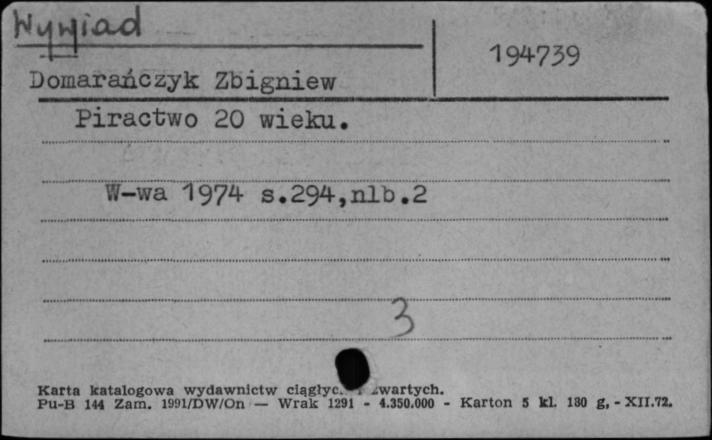 Wywiad
194739
Domarańczyk Zbigniew
Piractwo 20 wieku.
W-wa 1974 s.294,nlb.2
3
Karta katalogowa wydawnictw
Pu-B 144 Zam. 1991/DW/On — Wrak 1291 - 4.350.000 - Karton 5 kl. 180 g, - XII.72.